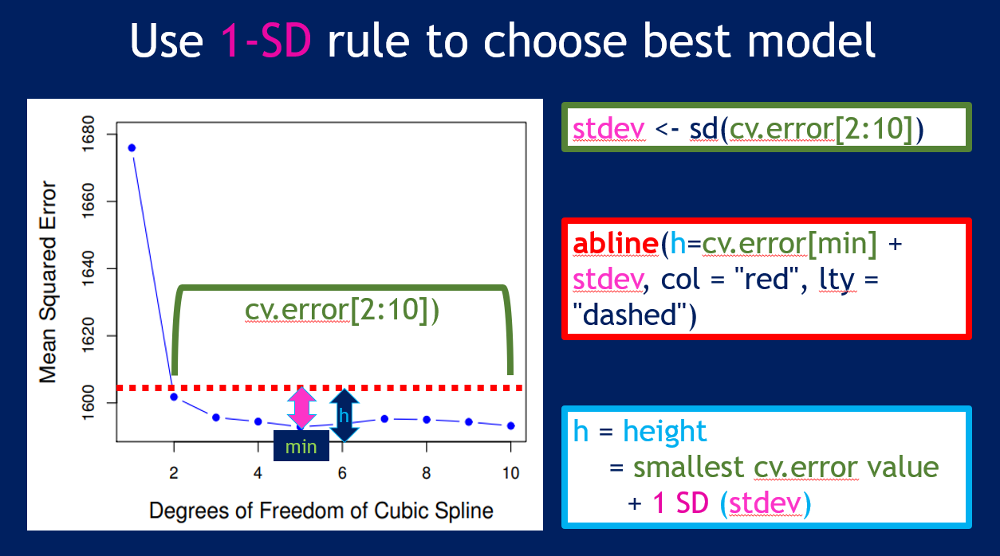 Use 1-SD rule to choose best model
Mean Squared Error
1680
1660
1640
1620
1600
cv.error[2:10])
h
min
2 4 6 8 10
Degrees of Freedom of Cubic Spline
stdev <- sd(cv.error[2:10])
abline(h=cv.error[min] +
stdev, col = "red", lty =
"dashed")
h = height
= smallest cv.error value
+ 1 SD (stdev)